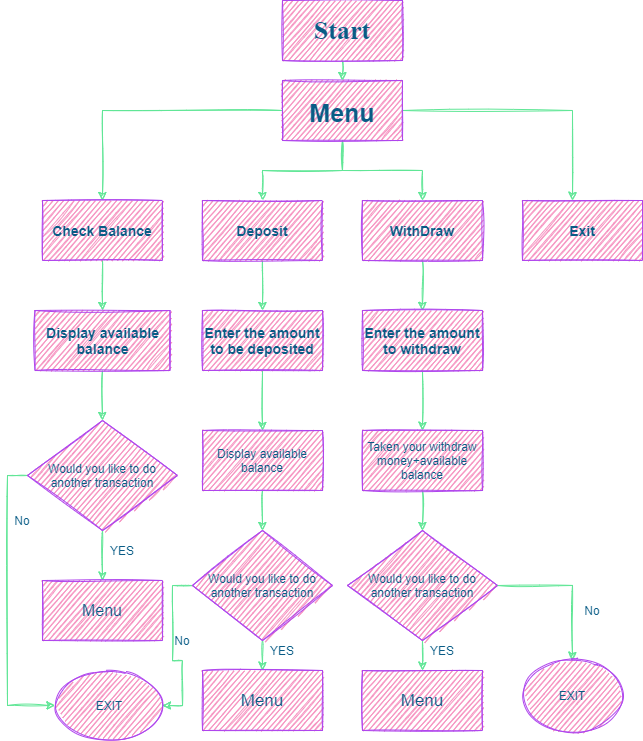 Start
Menu
Check Balance
Deposit
WithDraw
Exit
Display available
balance
Enter the amount
to be deposited
Enter the amount
to withdraw
Would you like to do
another transaction
Display available
balance
Taken your withdraw
money+available
balance
No
YES
Would you like to do
another transaction
Would you like to do
another transaction
Menu
No
YES
YES
No
EXIT
Menu
Menu
EXIT